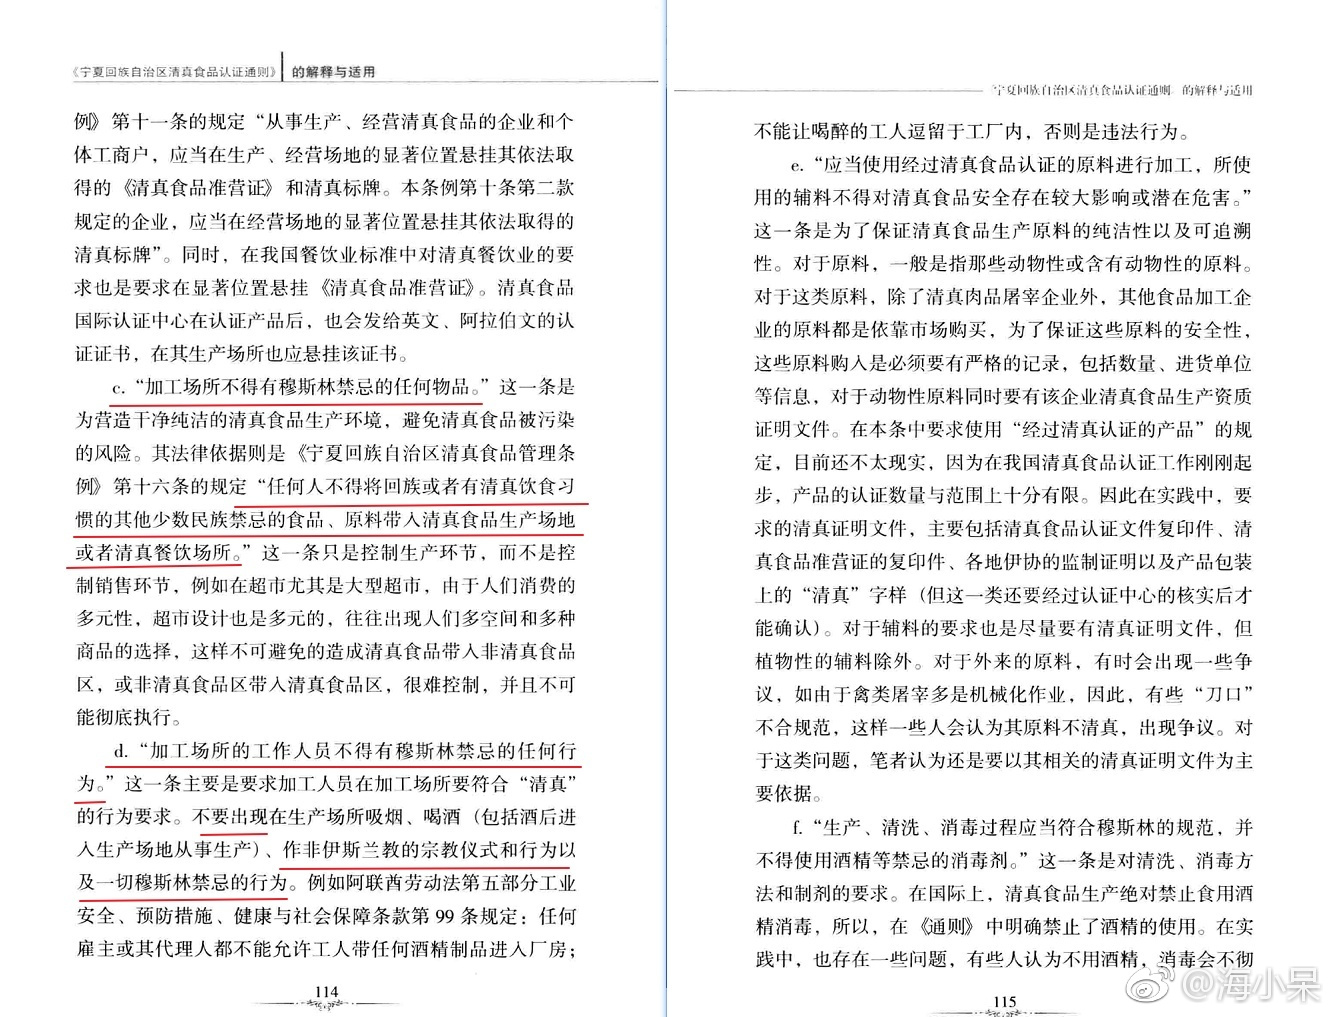 《宁夏回族自治区清真食品认证通则》 的解释与适用
例》第十一条的规定“从事生产、经营清真食品的企业和个
体工商户，应当在生产、经营场地的显著位置悬挂其依法取
得的《清真食品准营证》和清真标牌。本条例第十条第二款
规定的企业，应当在经营场地的显著位置悬挂其依法取得的
清真标牌”。同时，在我国餐饮业标准中对清真餐饮业的要
求也是要求在显著位置悬挂《清真食品准营证》。清真食品
国际认证中心在认证产品后，也会发给英文、阿拉伯文的认
证证书，在其生产场所也应悬挂该证书。
c. “加工场所不得有穆斯林禁忌的任何物品。”这一条是
为营造干净纯洁的清真食品生产环境，避免清真食品被污染
的风险。其法律依据则是《宁夏回族自治区清真食品管理条
例》第十六条的规定“任何人不得将回族或者有清真饮食习
惯的其他少数民族禁忌的食品、原料带入清真食品生产场地
或者清真餐饮场所。”这一条只是控制生产环节，而不是控
制销售环节，例如在超市尤其是大型超市，由于人们消费的
多元性，超市设计也是多元的，往往出现人们多空间和多种
商品的选择，这样不可避免的造成清真食品带入非清真食品
区，或非清真食品区带入清真食品区，很难控制，并且不可
能彻底执行。
d. “加工场所的工作人员不得有穆斯林禁忌的任何行
为。”这一条主要是要求加工人员在加工场所要符合“清真”
的行为要求。不要出现在生产场所吸烟、喝酒（包括酒后进
入生产场地从事生产）、作非伊斯兰教的宗教仪式和行为以
及一切穆斯林禁忌的行为。例如阿联酋劳动法第五部分工业
安全、预防措施、健康与社会保障条款第 99 条规定：任何
雇主或其代理人都不能允许工人带任何酒精制品进入厂房；
114
宁夏回族自治区清真食品认证通则 的解释与适用
不能让喝醉的工人逗留于工厂内，否则是违法行为。
e. “应当使用经过清真食品认证的原料进行加工，所使
用的辅料不得对清真食品安全存在较大影响或潜在危害。”
这一条是为了保证清真食品生产原料的纯洁性以及可追溯
性。对于原料，一般是指那些动物性或含有动物性的原料。
对于这类原料，除了清真肉品屠宰企业外，其他食品加工企
业的原料都是依靠市场购买，为了保证这些原料的安全性，
这些原料购入是必须要有严格的记录，包括数量、进货单位
等信息，对于动物性原料同时要有该企业清真食品生产资质
证明文件。在本条中要求使用“经过清真认证的产品”的规
定，目前还不太现实，因为在我国清真食品认证工作刚刚起
步，产品的认证数量与范围上十分有限。因此在实践中，要
求的清真证明文件，主要包括清真食品认证文件复印件、清
真食品准营证的复印件、各地伊协的监制证明以及产品包装
上的“清真”字样（但这一类还要经过认证中心的核实后才
能确认）。对于辅料的要求也是尽量要有清真证明文件，但
植物性的辅料除外。对于外来的原料，有时会出现一些争
议，如由于禽类屠宰多是机械化作业，因此，有些“刀口”
不合规范，这样一些人会认为其原料不清真，出现争议。对
于这类问题，笔者认为还是要以其相关的清真证明文件为主
要依据。
f. “生产、清洗、消毒过程应当符合穆斯林的规范，并
不得使用酒精等禁忌的消毒剂。”这一条是对清洗、消毒方
法和制剂的要求。在国际上，清真食品生产绝对禁止食用酒
精消毒，所以，在《通则》中明确禁止了酒精的使用。在实
践中，也存在一些问题，有些人认为不用酒精，消毒会不彻
115
@海小呆